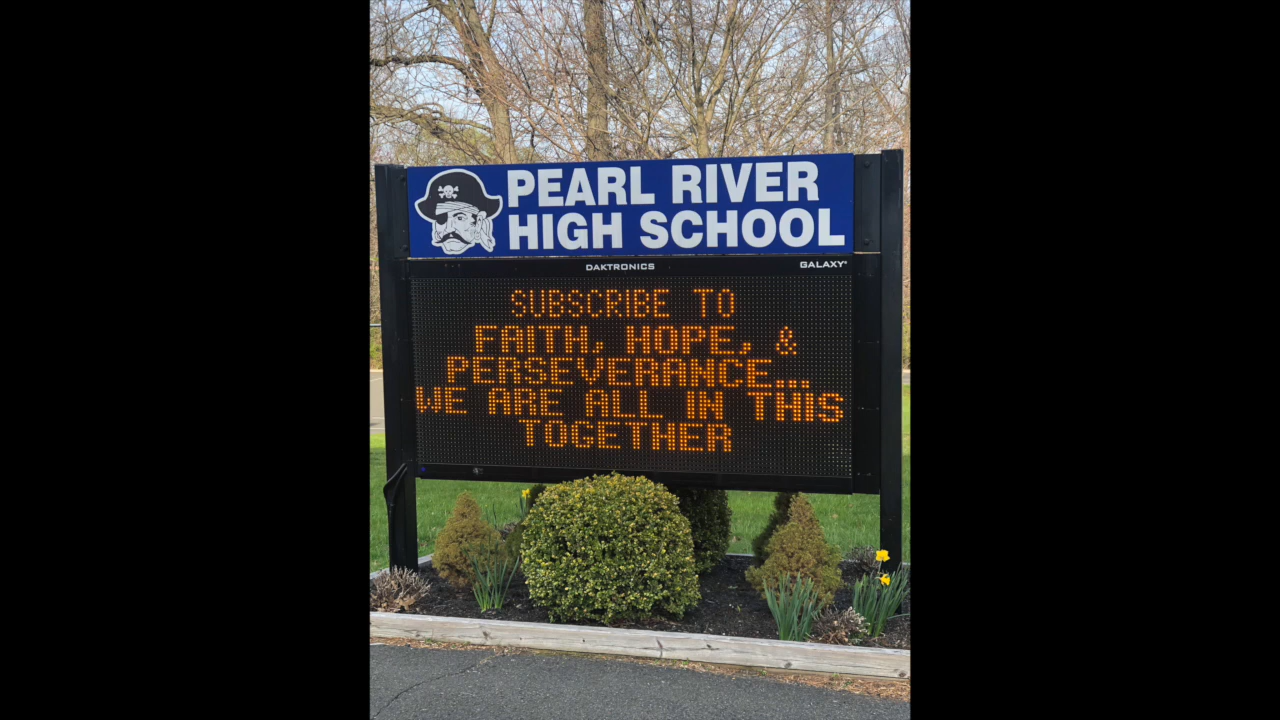 PEARL RIVER
HIGH SCHOOL
DAKTRONICS
GALAXY®
SUBSCRIBE TO
FAITH, HOPE, &
PERSEVERANCE...
WE ARE ALL IN THIS
TOGETHER